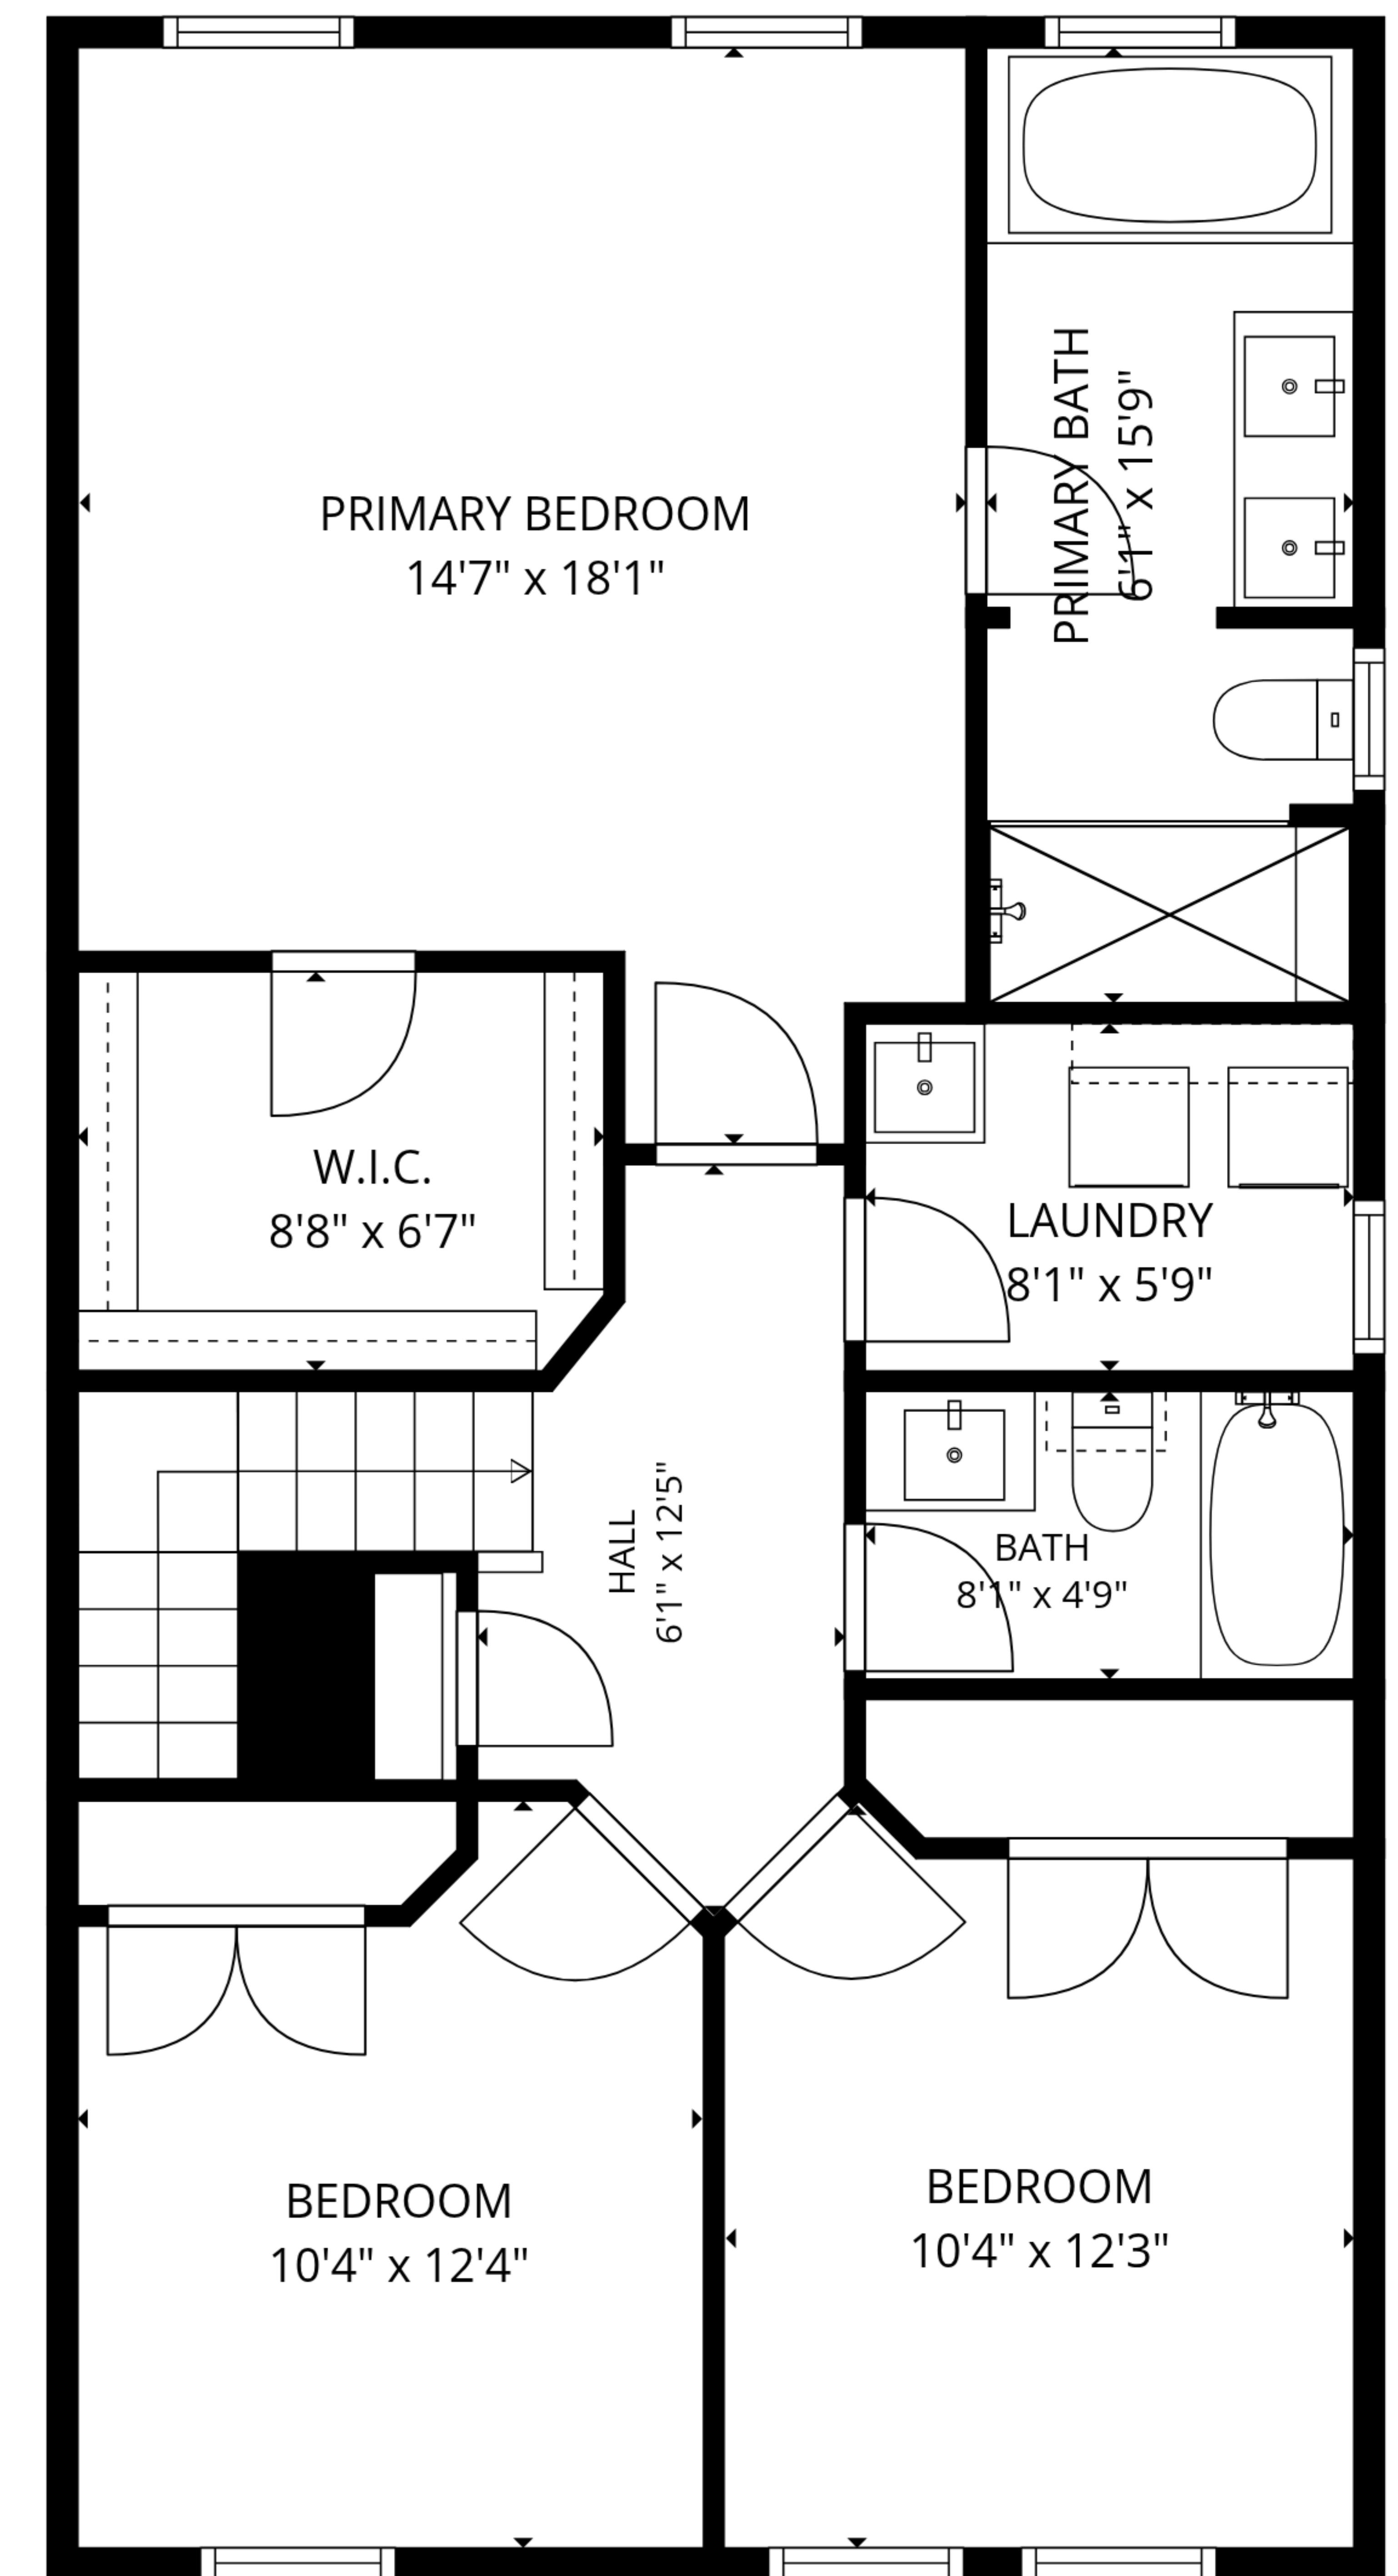 PRIMARY BEDROOM
14'7" x 18'1"
PRIMARY BATH
6'1" x 15'9"
W.I.C.
8'8" x 6'7"
LAUNDRY
8'1" x 5'9"
HALL
6'1" x 12'5"
BATH
8'1" x 4'9"
BEDROOM
10'4" x 12'4"
BEDROOM
10'4" x 12'3"